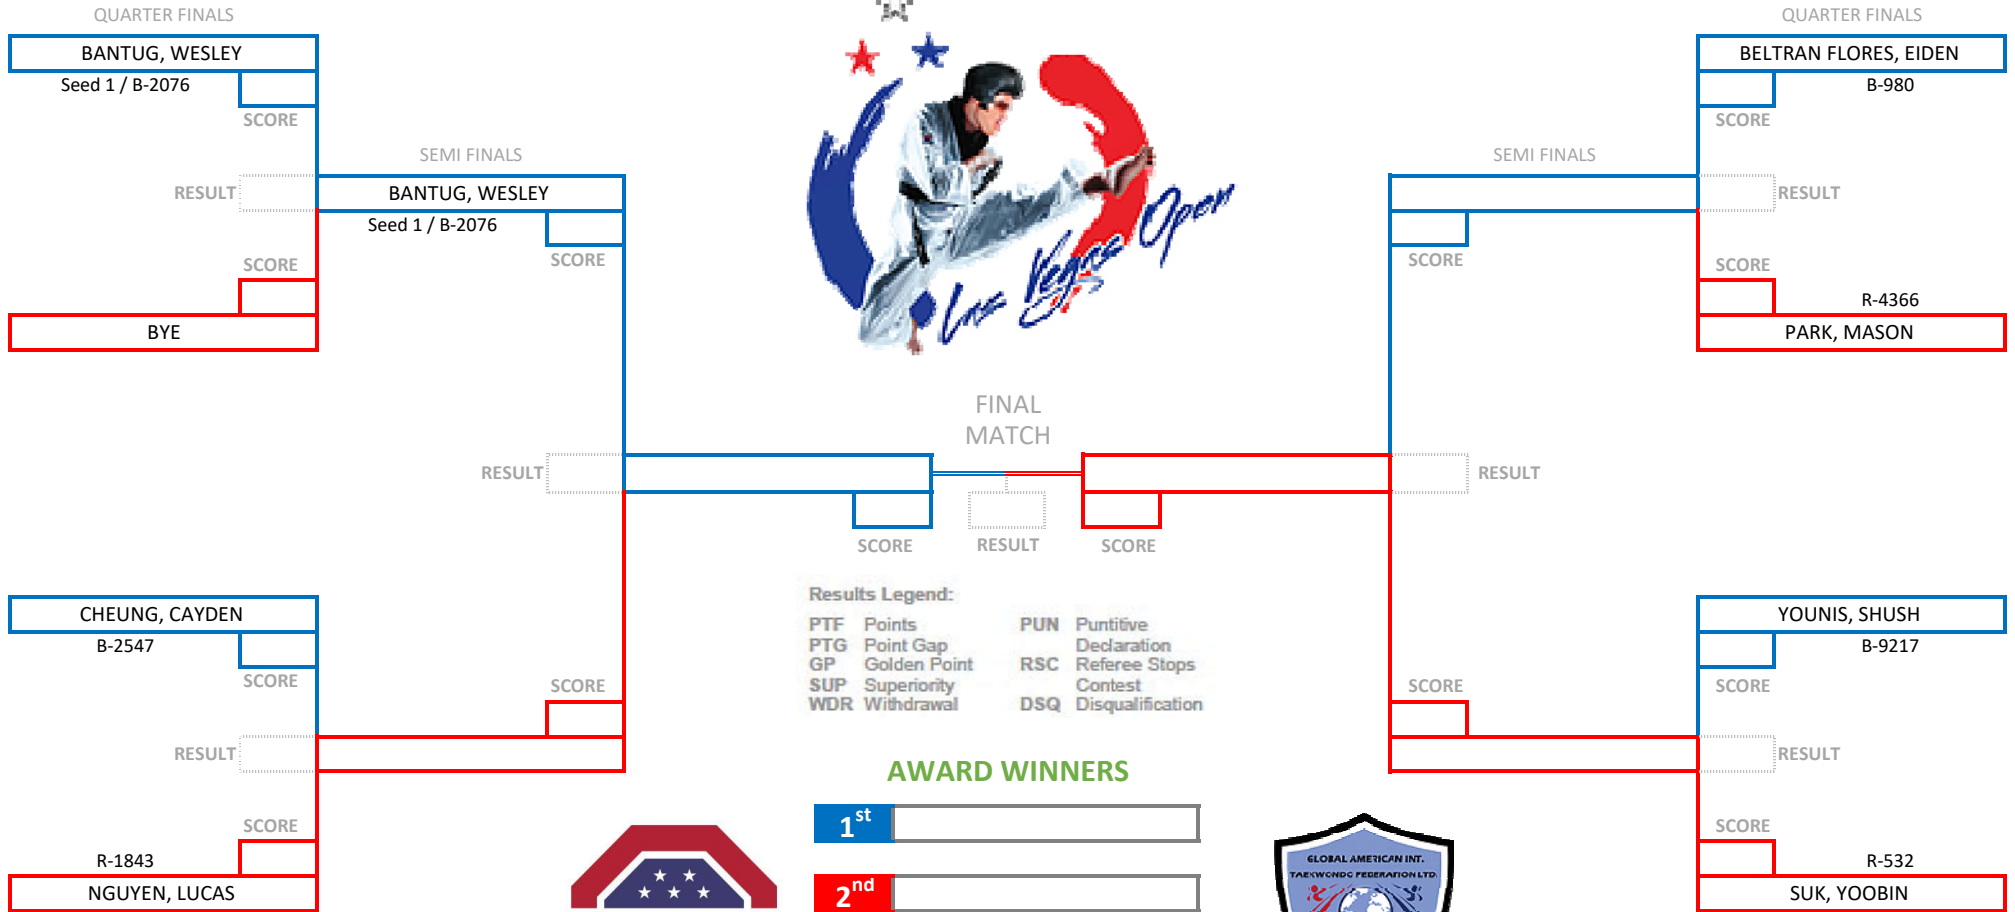 QUARTER FINALS
BANTUG, WESLEY
Seed 1 / B-2076
SCORE
RESULT
SCORE
BYE
SEMI FINALS
BANTUG, WESLEY
Seed 1 / B-2076
SCORE
RESULT
CHEUNG, CAYDEN
B-2547
SCORE
RESULT
SCORE
R-1843
NGUYEN, LUCAS
SCORE
Las Vegas Open
FINAL
MATCH
SCORE
RESULT
SCORE
Results Legend:
PTF Points
PTG Point Gap
GP Golden Point
SUP Superiority
WDR Withdrawal
PUN Puntitive
Declaration
RSC Referee Stops
Contest
DSQ Disqualification
AWARD WINNERS
1st
2nd
QUARTER FINALS
BELTRAN FLORES, EIDEN
B-980
SCORE
SEMI FINALS
RESULT
SCORE
SCORE
R-4366
PARK, MASON
RESULT
YOUNIS, SHUSH
B-9217
SCORE
SCORE
RESULT
SCORE
R-532
SUK, YOOBIN
GLOBAL AMERICAN INT.
TAEKWONDO FEDERATION LTD.